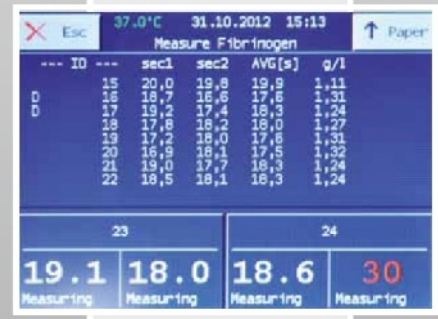 Esc 37.0°C 31.10.2012 15:13 Paper
Measure Fibrinogen
--- ID --- sec1 sec2 AVG[s] g/l
15 20,0 19,8 19,9 1,11
D 16 18,7 16,6 17,6 1,31
D 17 19,2 17,4 18,3 1,24
18 17,8 18,2 18,0 1,27
19 17,2 18,0 17,6 1,31
20 16,9 18,1 17,5 1,32
21 19,0 17,7 18,3 1,24
22 18,5 18,1 18,3 1,24
23 24
19.1 18.0 18.6 30
Measuring Measuring Measuring Measuring